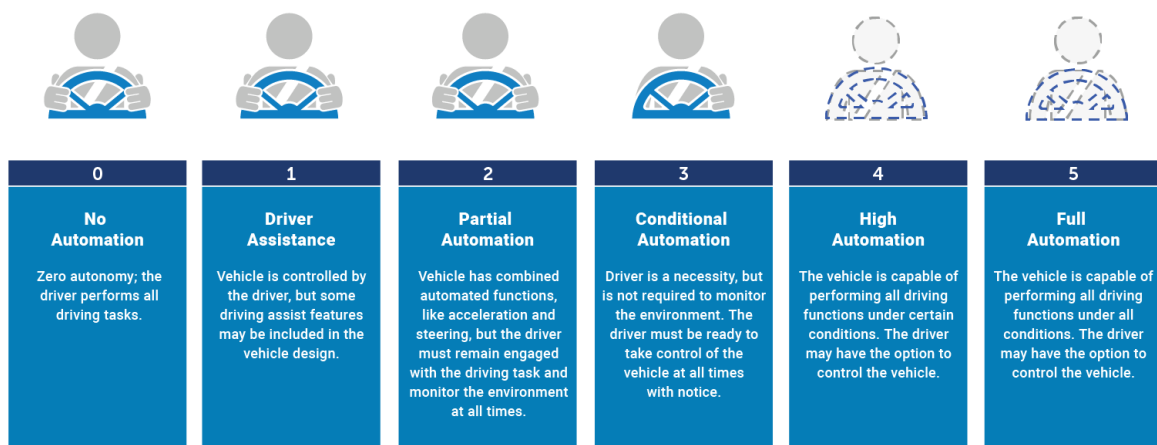 0
No
Automation
Zero autonomy; the
driver performs all
driving tasks.
1
Driver
Assistance
Vehicle is controlled by
the driver, but some
driving assist features
may be included in the
vehicle design.
2
Partial
Automation
Vehicle has combined
automated functions,
like acceleration and
steering, but the driver
must remain engaged
with the driving task and
monitor the environment
at all times.
3
Conditional
Automation
Driver is a necessity, but
is not required to monitor
the environment. The
driver must be ready to
take control of the
vehicle at all times
with notice.
4
High
Automation
The vehicle is capable of
performing all driving
functions under certain
conditions. The driver
may have the option to
control the vehicle.
5
Full
Automation
The vehicle is capable of
performing all driving
functions under all
conditions. The driver
may have the option to
control the vehicle.